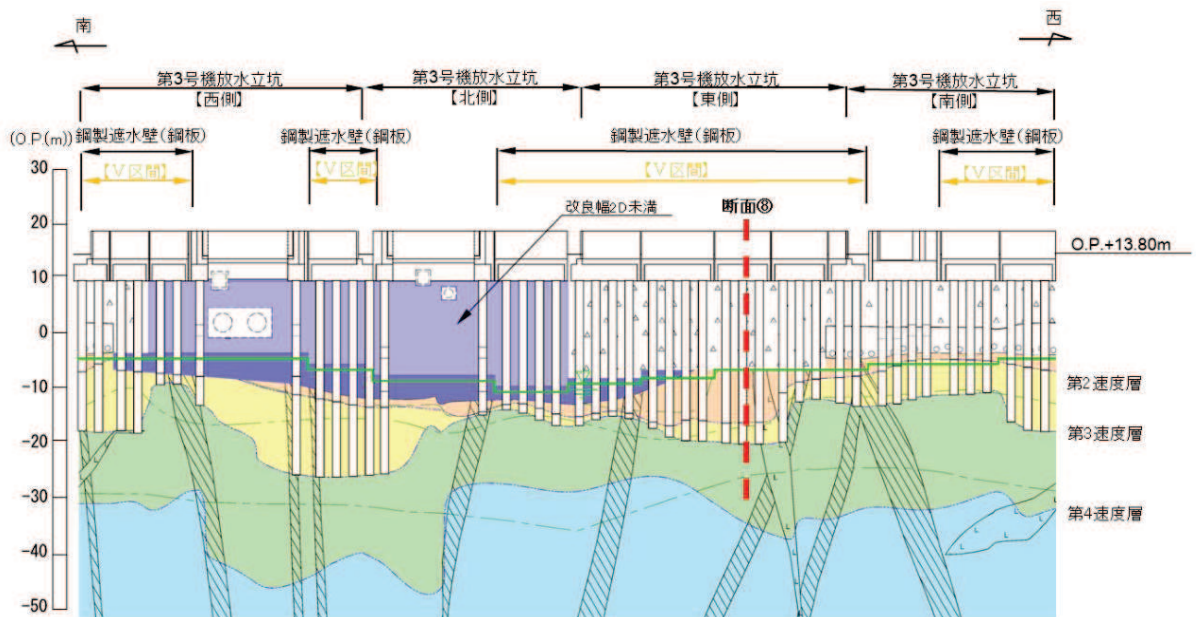 南
西
第3号機放水立坑
【西側】
第3号機放水立坑
【北側】
第3号機放水立坑
【東側】
第3号機放水立坑
【南側】
(O.P.(m))
鋼製遮水壁(鋼板)
鋼製遮水壁(鋼板)
鋼製遮水壁(鋼板)
鋼製遮水壁(鋼板)
【Ⅴ区間】
【Ⅴ区間】
【Ⅴ区間】
【Ⅴ区間】
30
20
10
0
-10
-20
-30
-40
-50
改良幅2D未満
断面⑧
O.P.+13.80m
第2速度層
第3速度層
第4速度層